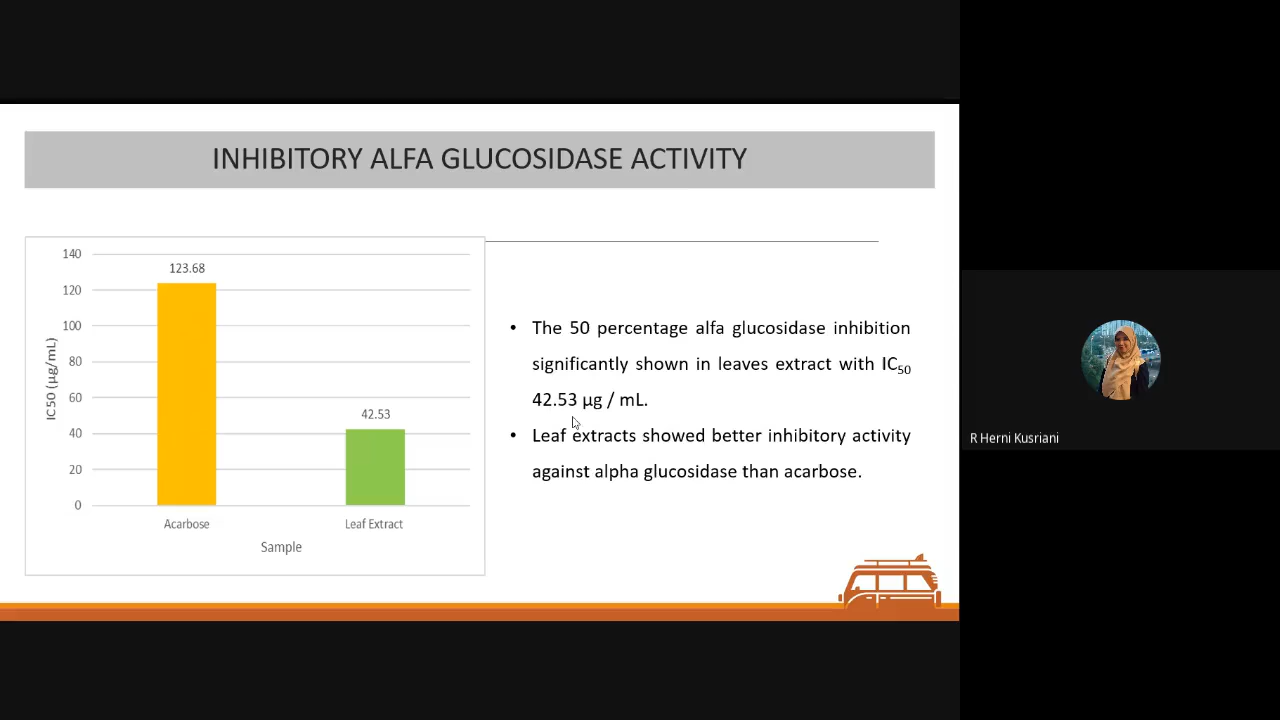 INHIBITORY ALFA GLUCOSIDASE ACTIVITY
140
120
100
80
60
40
20
0
IC50 (µg/mL)
123.68
42.53
Acarbose
Leaf Extract
Sample
• The 50 percentage alfa glucosidase inhibition
significantly shown in leaves extract with IC50
42.53 µg / mL.
• Leaf extracts showed better inhibitory activity
against alpha glucosidase than acarbose.
R Herni Kusriani